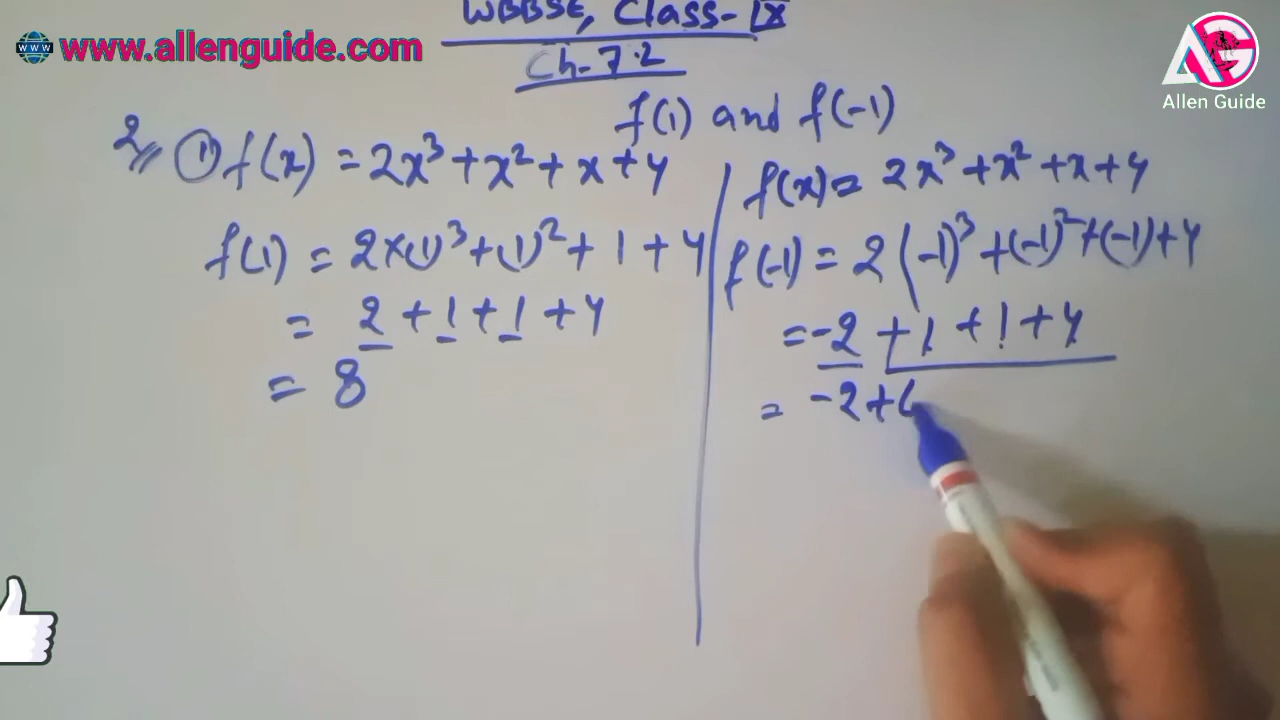 WBBSE, Class-IX
www.allenguide.com
Ch-7.2
Allen Guide
f(1) and f(-1)
2 ① f(x) = 2x³ + x² + x + 4
f(1) = 2×(1)³ + (1)² + 1 + 4
= 2 + 1 + 1 + 4
= 8
f(x) = 2x³ + x² + x + 4
f(-1) = 2(-1)³ + (-1)² + (-1) + 4
= -2 + 1 + 1 + 4
= -2 +